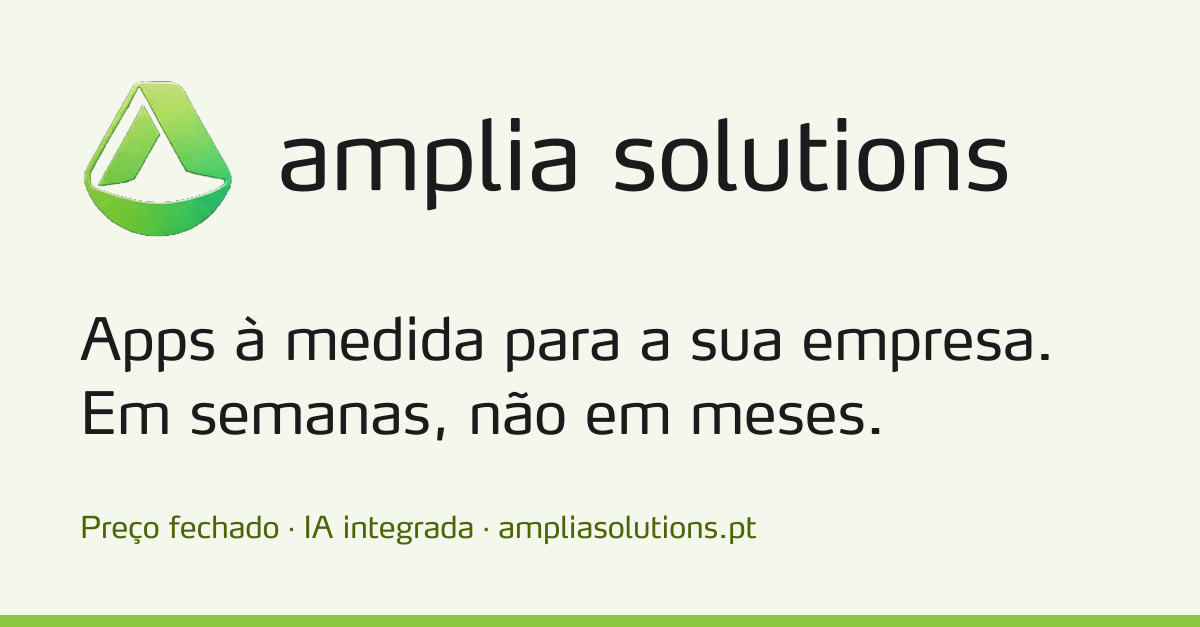 amplia solutions
Apps à medida para a sua empresa.
Em semanas, não em meses.
Preço fechado · IA integrada · ampliasolutions.pt